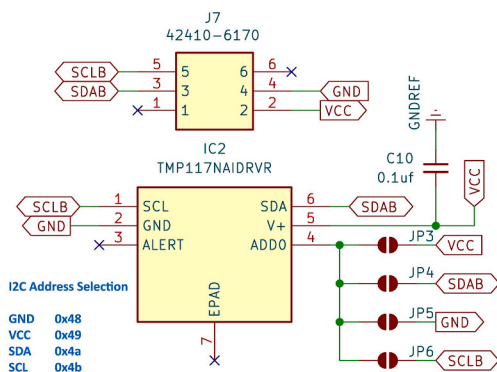 J7
42410-6170
SCLB 5 5 6 6
SDAB 3 3 4 4 GND
1 1 2 2 VCC
GNDREF
IC2
TMP117NAIDRVR
C10
0.1uf
VCC
SCLB 1 SCL SDA 6 SDAB
GND 2 GND V+ 5
3 ALERT ADD0 4 JP3 VCC
JP4 SDAB
JP5 GND
JP6 SCLB
EPAD
7
I2C Address Selection
GND 0x48
VCC 0x49
SDA 0x4a
SCL 0x4b